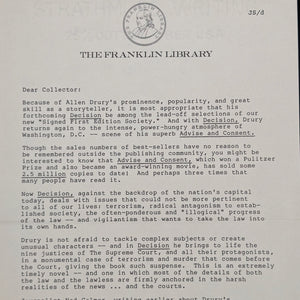 38/8
THE FRANKLIN LIBRARY
Dear Collector:
Because of Allen Drury's prominence, popularity, and great
skill as a storyteller, it is most appropriate that his
forthcoming Decision be among the lead-off selections of our
new "Signed First Edition Society." And with Decision, Drury
returns again to the intense, power-hungry atmosphere of
Washington, D.C. -- scene of his superb Advise and Consent.
Though the sales numbers of best-sellers have no reason to
be remembered outside the publishing community, you might be
interested to know that Advise and Consent, which won a Pulitzer
Prize and also became an award-winning movie, has sold some
2.5 million copies to date! And perhaps three times that
many people have read it.
Now Decision, against the backdrop of the nation's capital
today, deals with issues that could not be more pertinent
to all of our lives: terrorism, radical antagonism to estab-
lished society, the often-ponderous and "illogical" progress
of the law -- and vigilantism that wants to take the law into
its own hands.
Drury is not afraid to tackle complex subjects or create
unusual characters -- and in Decision he brings to life the
nine justices of The Supreme Court, and all their protagonists,
in a monumental case of terrorism and murder that comes before
the Court, giving the book enormous suspense. This is an extremely
timely novel -- and one in which most of the details of both
the law and the lawless are firmly anchored in the harsh
realities of the news ... or are they?